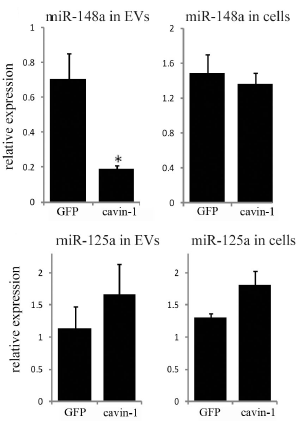 miR-148a in EVs
miR-148a in cells
relative expression
1
0.8
0.6
0.4
0.2
0
*
GFP
cavin-1
2
1.6
1.2
0.8
0.4
0
GFP
cavin-1
miR-125a in EVs
miR-125a in cells
relative expression
2
1.5
1
0.5
0
GFP
cavin-1
2
1.5
1
0.5
0
GFP
cavin-1